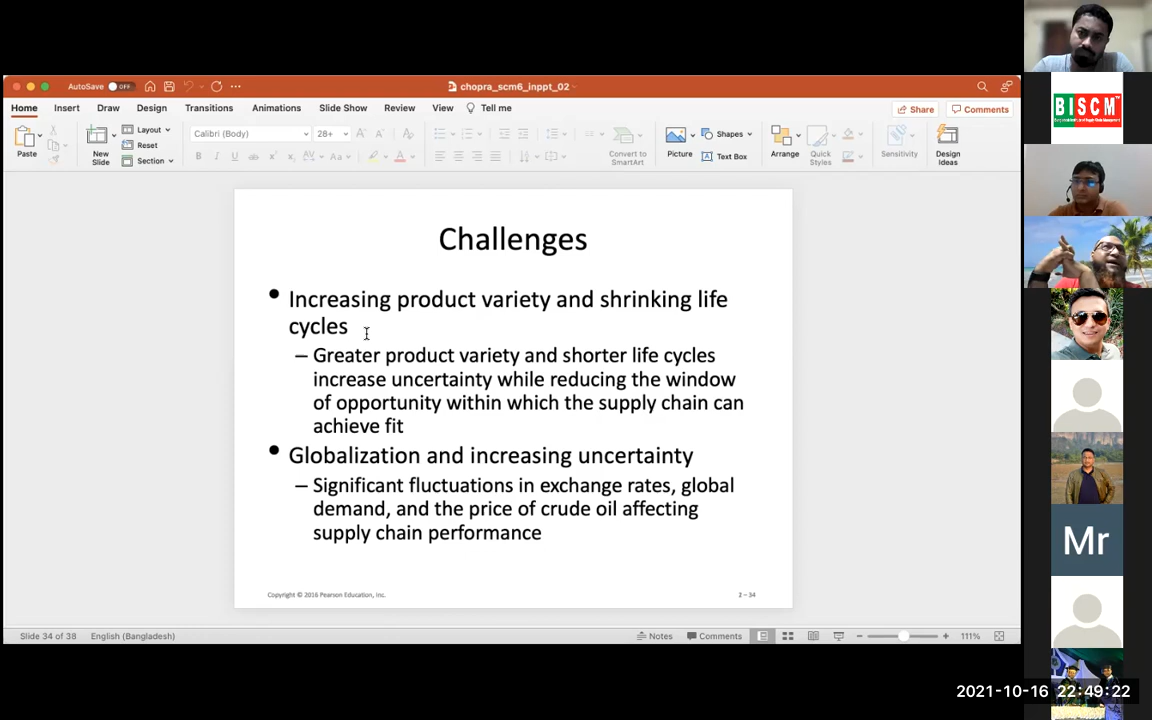 AutoSave OFF
chopra_scm6_inppt_02
Home Insert Draw Design Transitions Animations Slide Show Review View Tell me
Share Comments
Paste
New Slide
Layout
Reset
Section
Calibri (Body) 28+
Convert to SmartArt
Picture
Shapes
Text Box
Arrange
Quick Styles
Sensitivity
Design Ideas
Challenges
• Increasing product variety and shrinking life
cycles
– Greater product variety and shorter life cycles
increase uncertainty while reducing the window
of opportunity within which the supply chain can
achieve fit
• Globalization and increasing uncertainty
– Significant fluctuations in exchange rates, global
demand, and the price of crude oil affecting
supply chain performance
Copyright © 2016 Pearson Education, Inc.
2 – 34
Slide 34 of 38 English (Bangladesh)
Notes Comments 111%
BISCM
Mr
2021-10-16 22:49:22